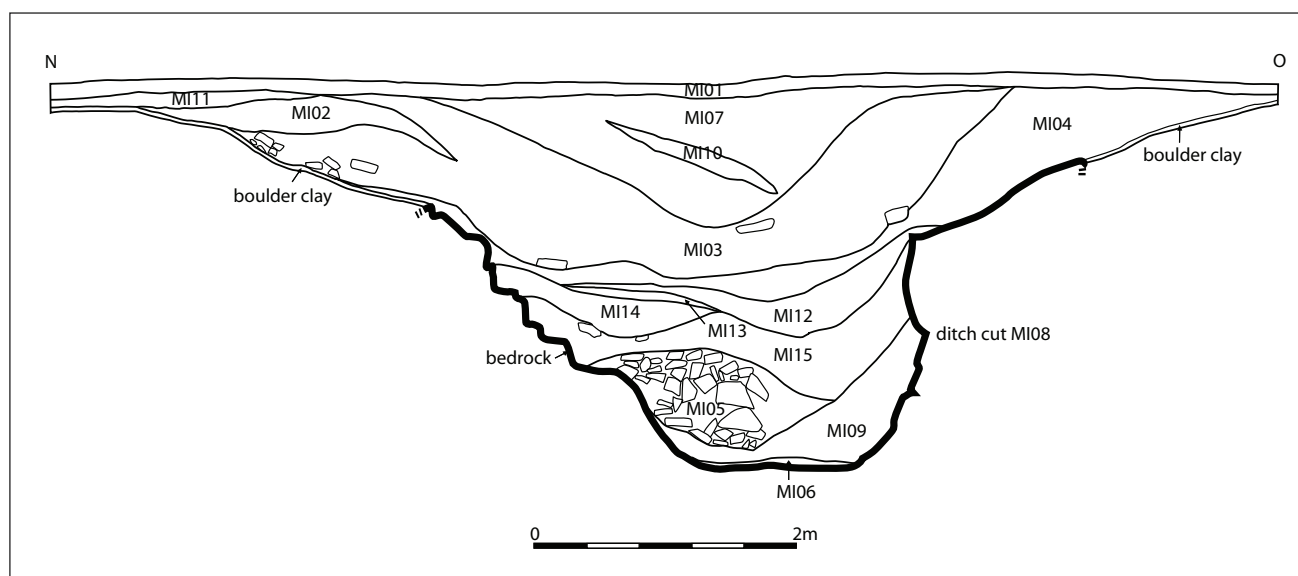 N
O
MI01
MI11
MI02
MI07
MI04
MI10
boulder clay
boulder clay
MI03
MI14
MI13
MI12
ditch cut MI08
bedrock
MI15
MI05
MI09
MI06
0
2m